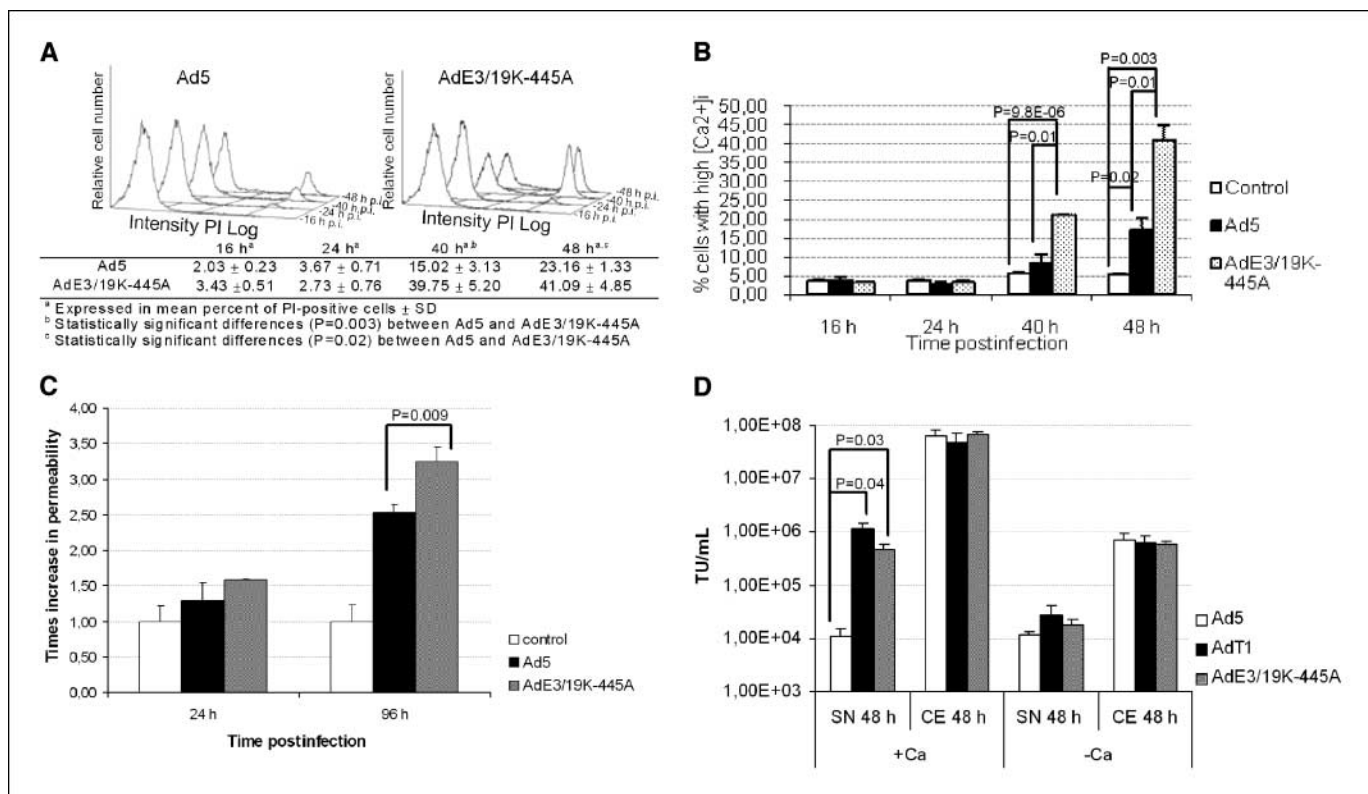 A
Ad5
AdE3/19K-445A
Relative cell number
Relative cell number
-48 h p.i.
-40 h p.i.
-24 h p.i.
-16 h p.i.
-48 h p.i.
-40 h p.i.
-24 h p.i.
-16 h p.i.
Intensity PI Log
Intensity PI Log
16 hᵃ 24 hᵃ 40 hᵃ,ᵇ 48 hᵃ,ᶜ
Ad5 2.03 ± 0.23 3.67 ± 0.71 15.02 ± 3.13 23.16 ± 1.33
AdE3/19K-445A 3.43 ±0.51 2.73 ± 0.76 39.75 ± 5.20 41.09 ± 4.85
ᵃ Expressed in mean percent of PI-positive cells ± SD
ᵇ Statistically significant differences (P=0.003) between Ad5 and AdE3/19K-445A
ᶜ Statistically significant differences (P=0.02) between Ad5 and AdE3/19K-445A
B
% cells with high [Ca2+]i
50,00
45,00
40,00
35,00
30,00
25,00
20,00
15,00
10,00
5,00
0,00
P=9.8E-06
P=0.01
P=0.003
P=0.01
P=0.02
16 h 24 h 40 h 48 h
Time postinfection
Control
Ad5
AdE3/19K-
445A
C
Times increase in permeability
4,00
3,50
3,00
2,50
2,00
1,50
1,00
0,50
0,00
P=0.009
24 h 96 h
Time postinfection
control
Ad5
AdE3/19K-445A
D
TU/mL
1,00E+08
1,00E+07
1,00E+06
1,00E+05
1,00E+04
1,00E+03
P=0.03
P=0.04
SN 48 h CE 48 h SN 48 h CE 48 h
+Ca -Ca
Ad5
AdT1
AdE3/19K-445A